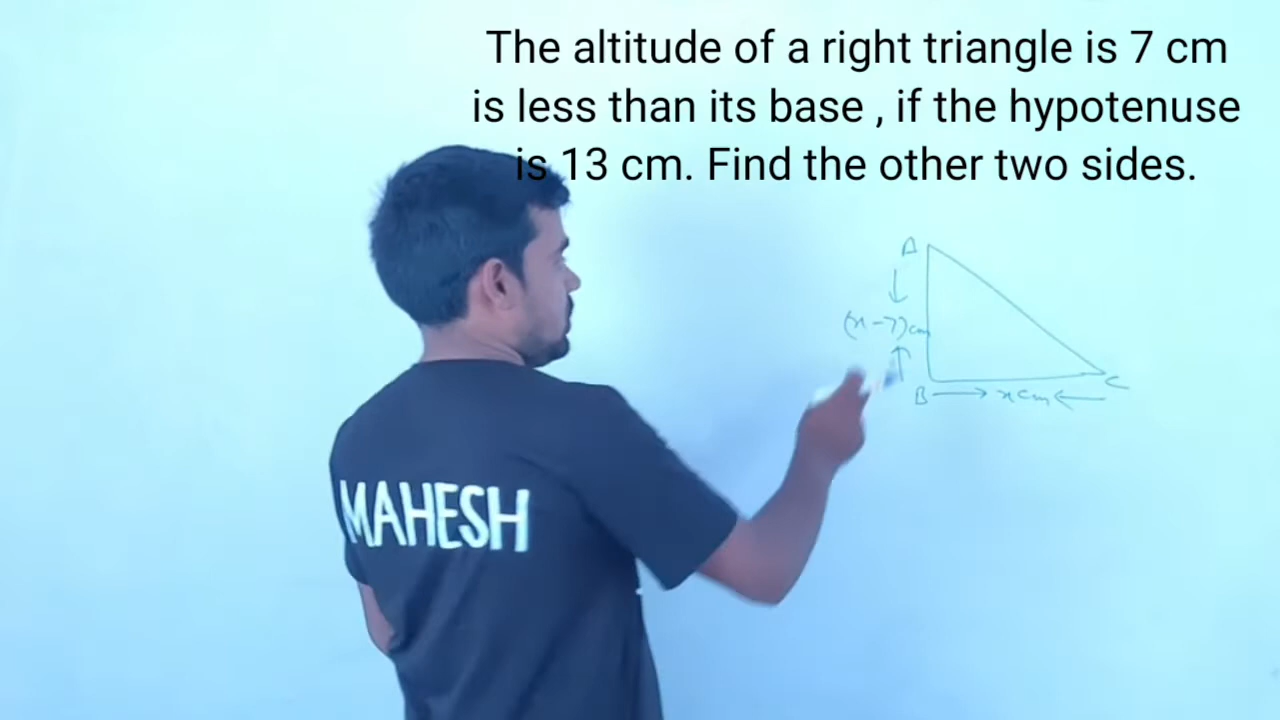 The altitude of a right triangle is 7 cm
is less than its base , if the hypotenuse
is 13 cm. Find the other two sides.
A
(x-7)cm
B x cm C
MAHESH